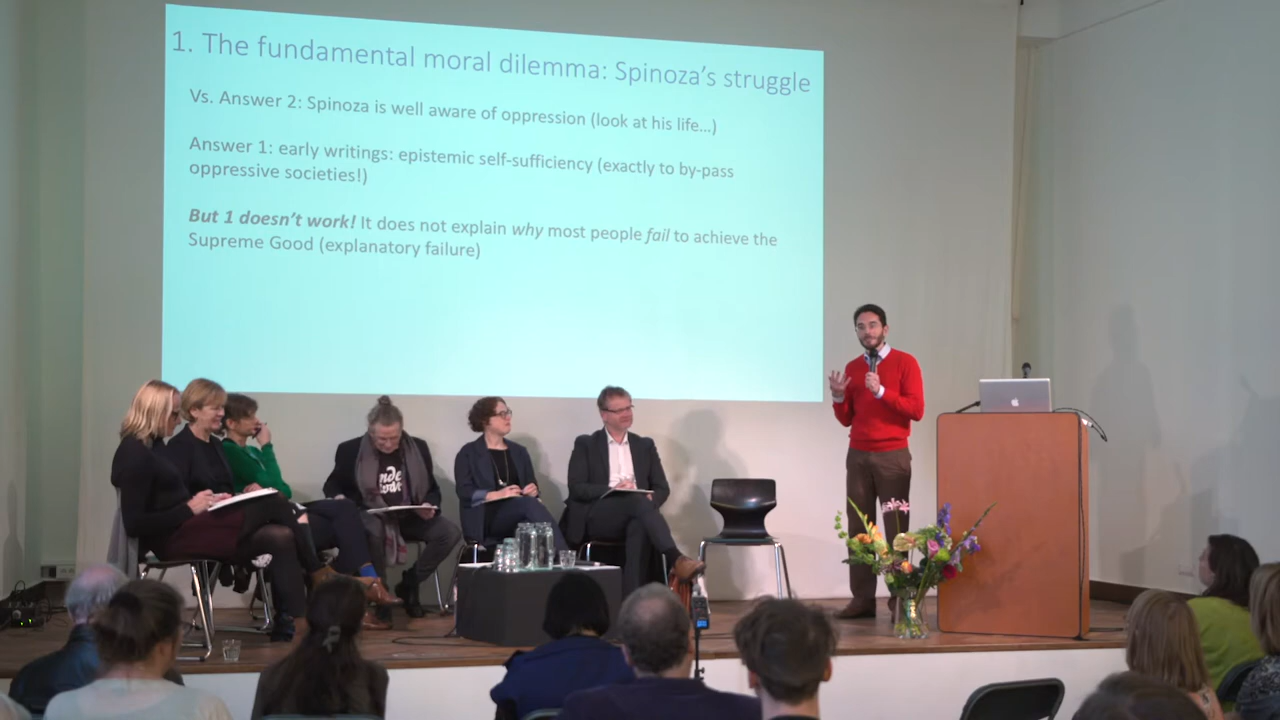 1. The fundamental moral dilemma: Spinoza's struggle
Vs. Answer 2: Spinoza is well aware of oppression (look at his life...)
Answer 1: early writings: epistemic self-sufficiency (exactly to by-pass
oppressive societies!)
But 1 doesn't work! It does not explain why most people fail to achieve the
Supreme Good (explanatory failure)